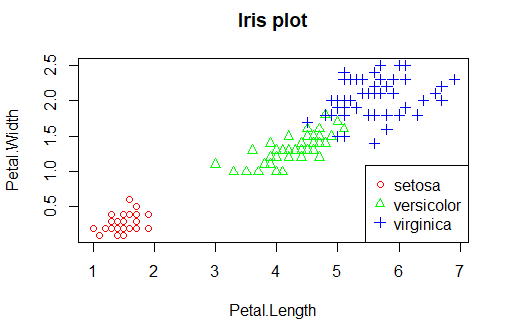 Iris plot
Petal.Width
0.5 1.0 1.5 2.0 2.5
setosa
versicolor
virginica
1 2 3 4 5 6 7
Petal.Length